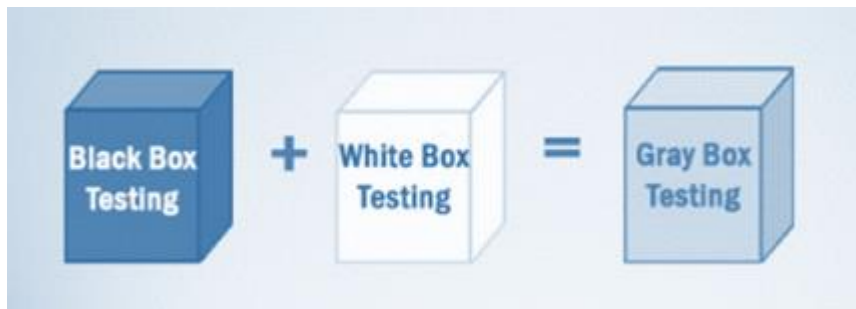 Black Box
Testing
+
White Box
Testing
=
Gray Box
Testing